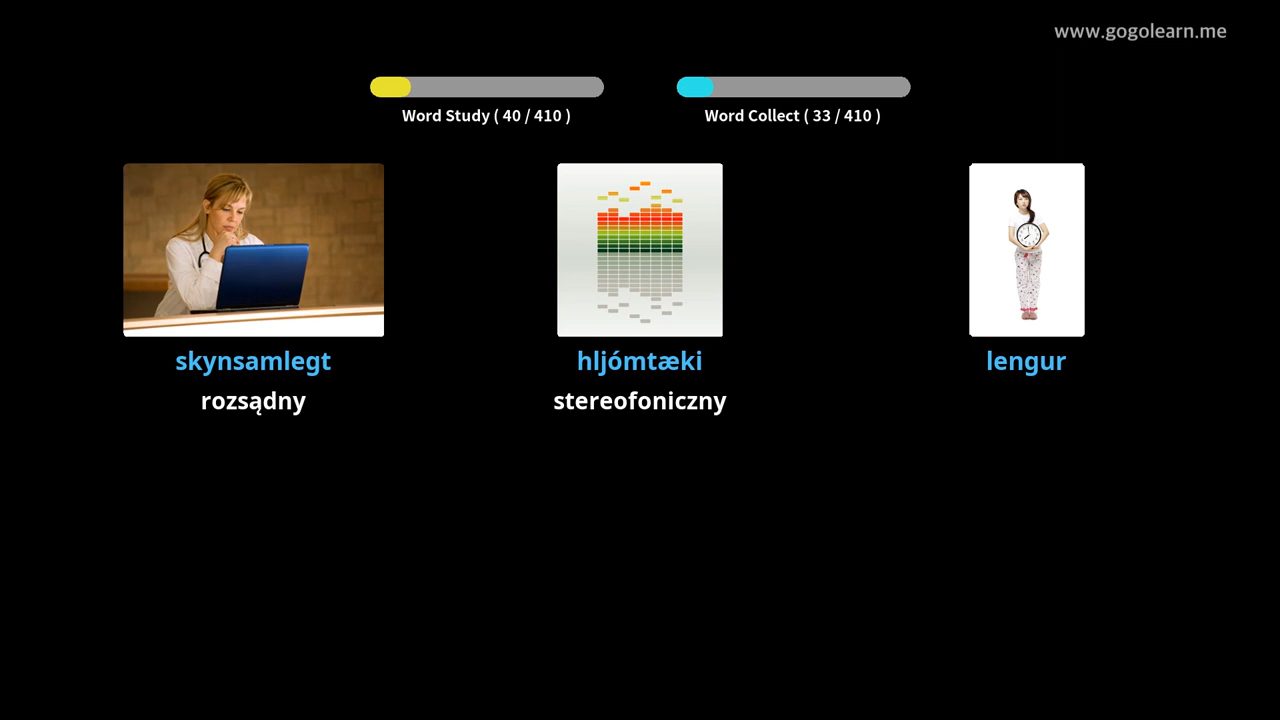 www.gogolearn.me
Word Study ( 40 / 410 )
Word Collect ( 33 / 410 )
skynsamlegt
hljómtæki
lengur
rozsądny
stereofoniczny